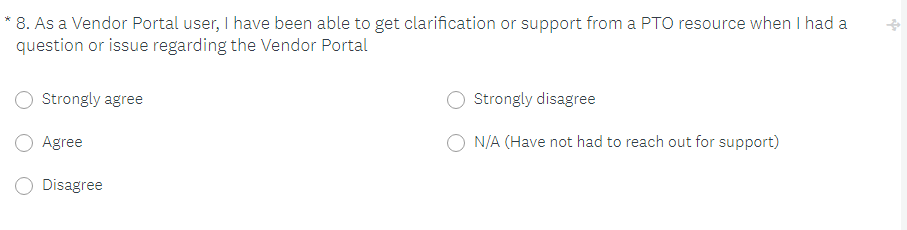 * 8. As a Vendor Portal user, I have been able to get clarification or support from a PTO resource when I had a
question or issue regarding the Vendor Portal
Strongly agree
Agree
Disagree
Strongly disagree
N/A (Have not had to reach out for support)